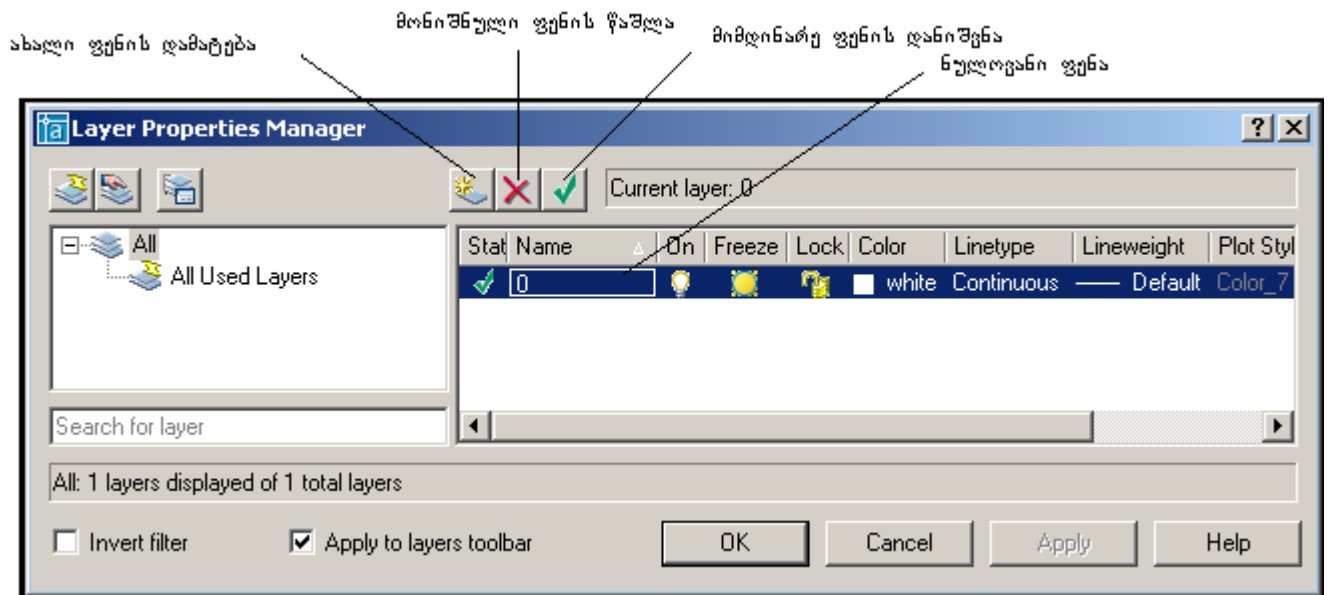 ახალი ფენის დამატება
მონიშნული ფენის წაშლა
მიმდინარე ფენის დანიშვნა
ნულოვანი ფენა
Layer Properties Manager
Current layer: 0
All
All Used Layers
Stat Name On Freeze Lock Color Linetype Lineweight Plot Styl
0 white Continuous Default Color_7
Search for layer
All: 1 layers displayed of 1 total layers
Invert filter
Apply to layers toolbar
OK
Cancel
Apply
Help